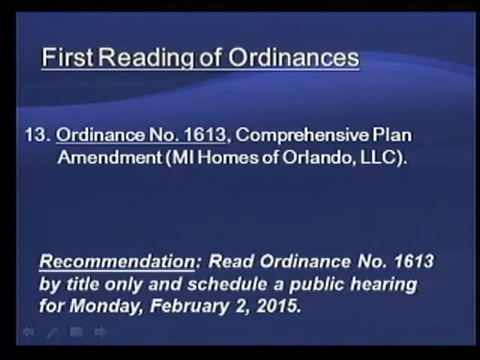 First Reading of Ordinances
13. Ordinance No. 1613, Comprehensive Plan
Amendment (MI Homes of Orlando, LLC).
Recommendation: Read Ordinance No. 1613
by title only and schedule a public hearing
for Monday, February 2, 2015.